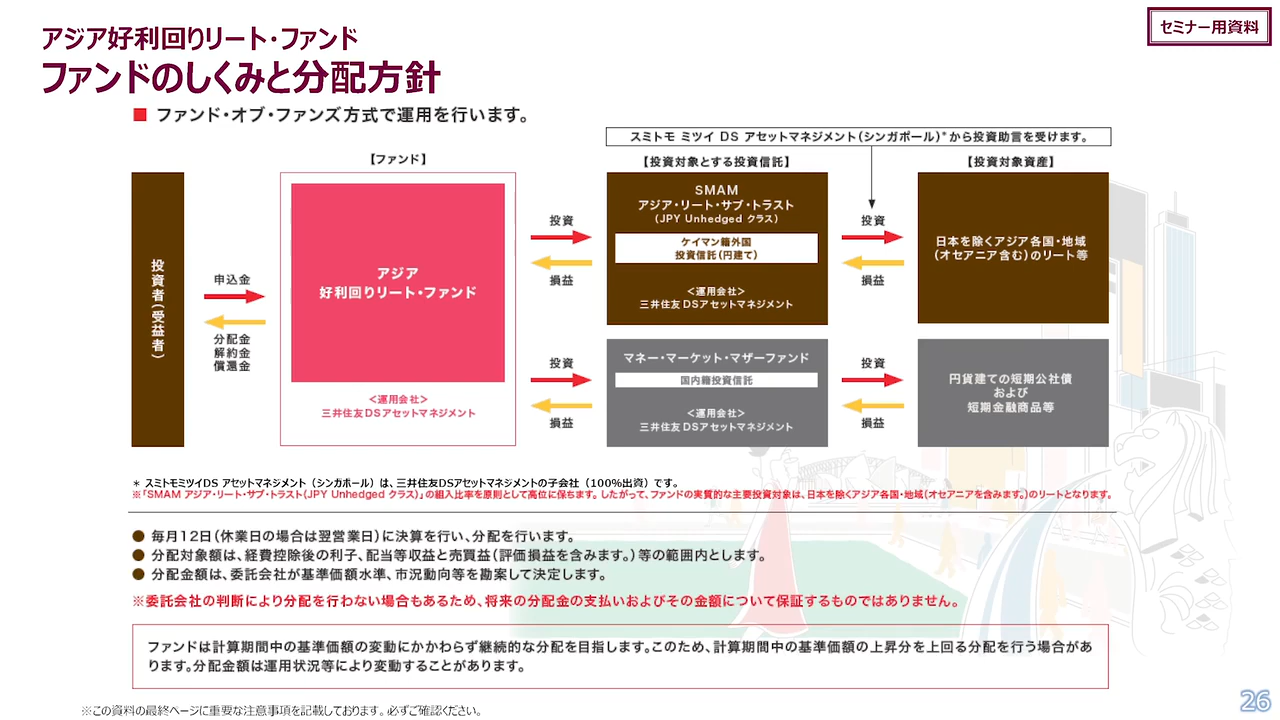 アジア好利回りリート・ファンド
セミナー用資料
ファンドのしくみと分配方針
■ ファンド・オブ・ファンズ方式で運用を行います。
スミトモ ミツイ DS アセットマネジメント(シンガポール)*から投資助言を受けます。
【ファンド】
【投資対象とする投資信託】
【投資対象資産】
投資者(受益者)
申込金
分配金
解約金
償還金
アジア
好利回りリート・ファンド
<運用会社>
三井住友DSアセットマネジメント
投資
損益
SMAM
アジア・リート・サブ・トラスト
(JPY Unhedged クラス)
ケイマン籍外国
投資信託(円建て)
<運用会社>
三井住友DSアセットマネジメント
投資
損益
日本を除くアジア各国・地域
(オセアニア含む)のリート等
投資
損益
マネー・マーケット・マザーファンド
国内籍投資信託
<運用会社>
三井住友DSアセットマネジメント
投資
損益
円貨建ての短期公社債
および
短期金融商品等
* スミトモミツイDS アセットマネジメント(シンガポール)は、三井住友DSアセットマネジメントの子会社(100%出資)です。
※「SMAM アジア・リート・サブ・トラスト(JPY Unhedged クラス)」の組入比率を原則として高位に保ちます。したがって、ファンドの実質的な主要投資対象は、日本を除くアジア各国・地域(オセアニアを含みます。)のリートとなります。
● 毎月12日(休業日の場合は翌営業日)に決算を行い、分配を行います。
● 分配対象額は、経費控除後の利子、配当等収益と売買益(評価損益を含みます。)等の範囲内とします。
● 分配金額は、委託会社が基準価額水準、市況動向等を勘案して決定します。
※委託会社の判断により分配を行わない場合もあるため、将来の分配金の支払いおよびその金額について保証するものではありません。
ファンドは計算期間中の基準価額の変動にかかわらず継続的な分配を目指します。このため、計算期間中の基準価額の上昇分を上回る分配を行う場合があ
ります。分配金額は運用状況等により変動することがあります。
※この資料の最終ページに重要な注意事項を記載しております。必ずご確認ください。
26